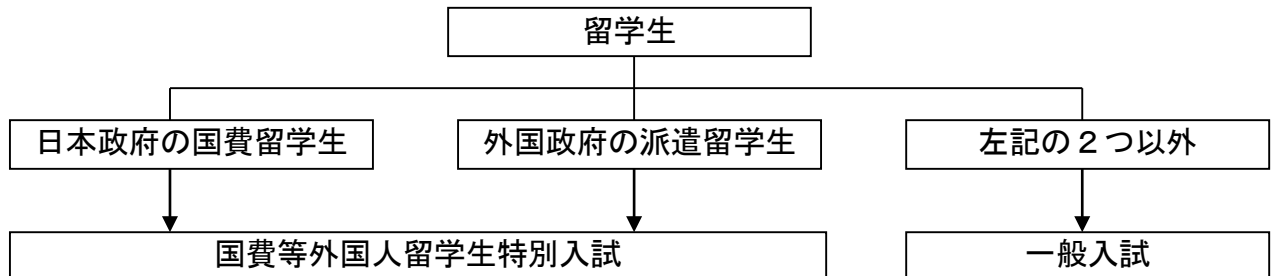 留学生
日本政府の国費留学生
外国政府の派遣留学生
左記の２つ以外
国費等外国人留学生特別入試
一般入試